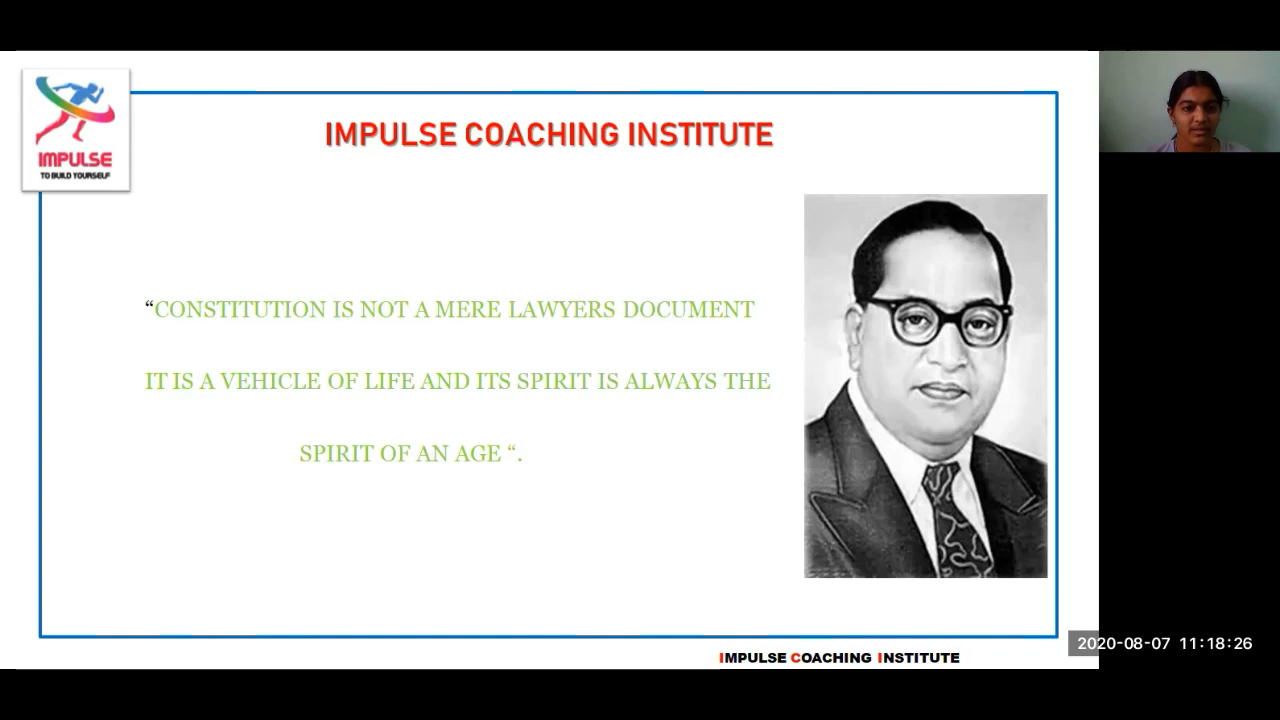 IMPULSE
TO BUILD YOURSELF
IMPULSE COACHING INSTITUTE
“CONSTITUTION IS NOT A MERE LAWYERS DOCUMENT
IT IS A VEHICLE OF LIFE AND ITS SPIRIT IS ALWAYS THE
SPIRIT OF AN AGE “.
2020-08-07 11:18:26
IMPULSE COACHING INSTITUTE